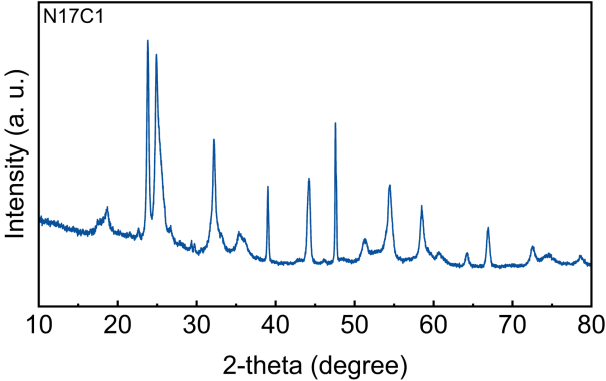 N17C1
Intensity (a. u.)
10 20 30 40 50 60 70 80
2-theta (degree)